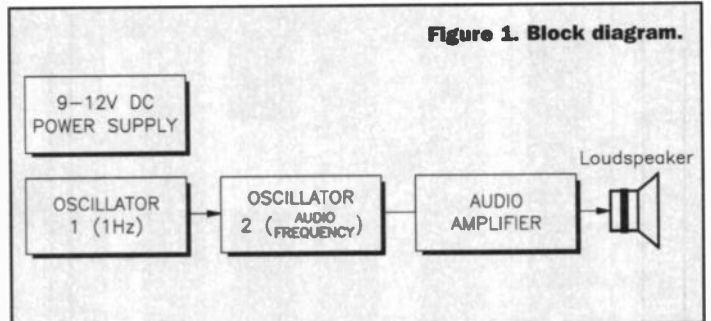 Figure 1. Block diagram.
9-12V DC
POWER SUPPLY
Loudspeaker
OSCILLATOR
1 (1Hz)
OSCILLATOR
2 (AUDIO FREQUENCY)
AUDIO
AMPLIFIER